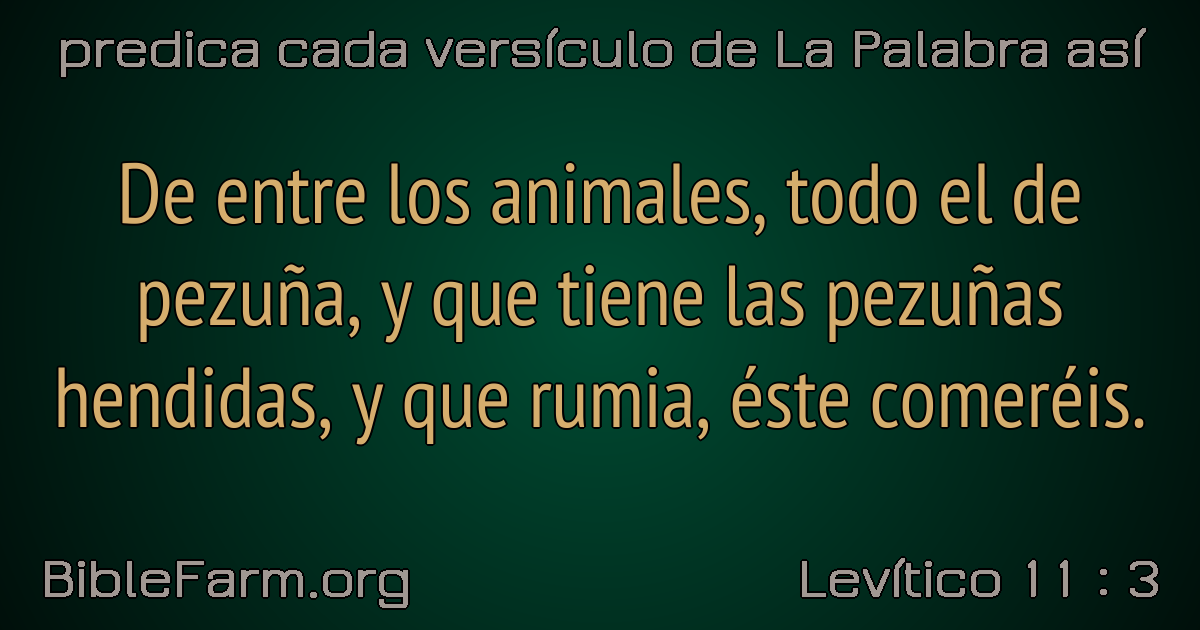 predica cada versículo de La Palabra así
De entre los animales, todo el de
pezuña, y que tiene las pezuñas
hendidas, y que rumia, éste comeréis.
BibleFarm.org
Levítico 11 : 3